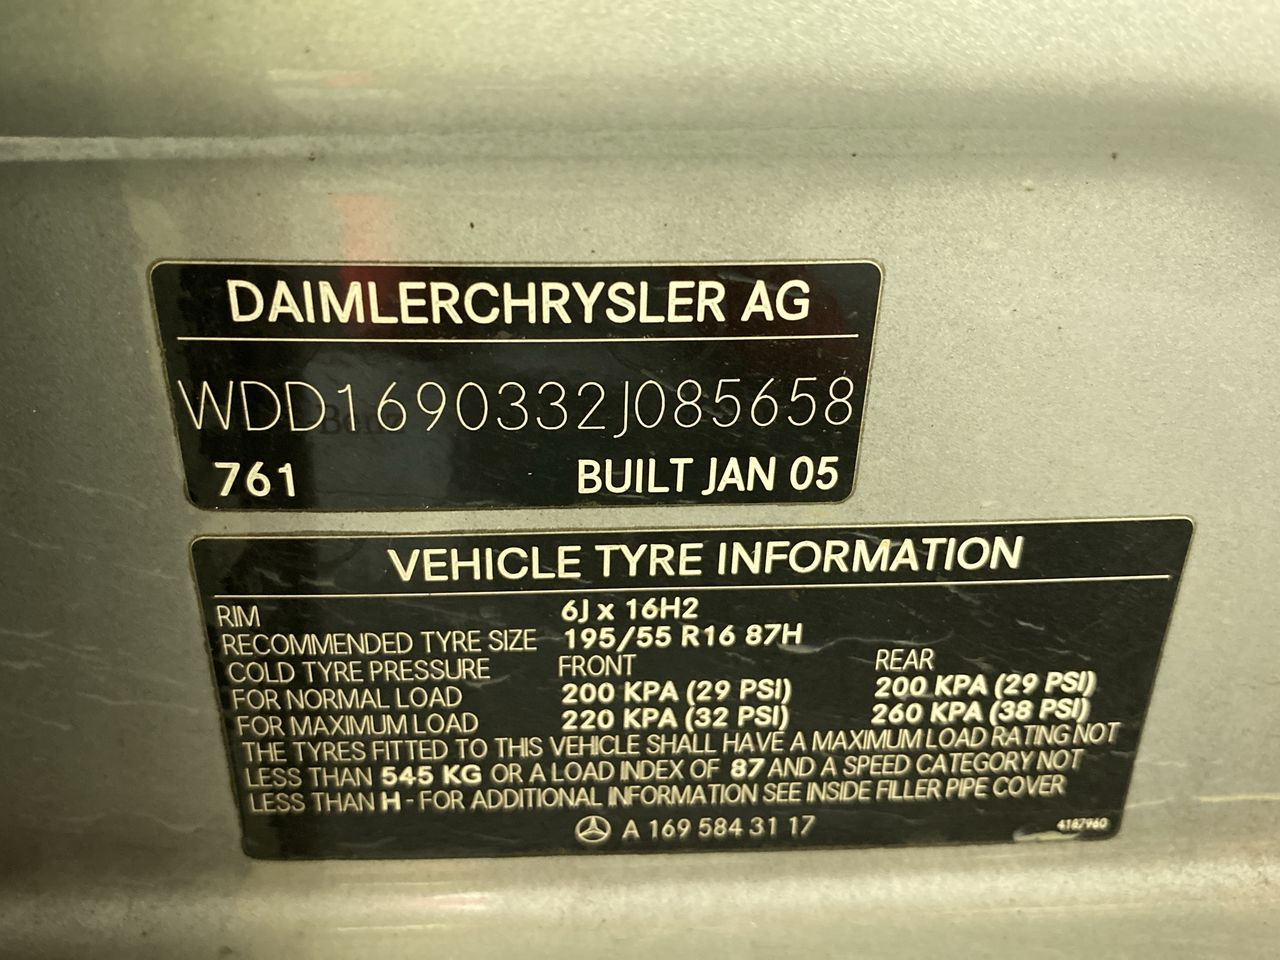 DAIMLERCHRYSLER AG
WDD1690332J085658
761 BUILT JAN 05
VEHICLE TYRE INFORMATION
RIM 6J x 16H2
RECOMMENDED TYRE SIZE 195/55 R16 87H
COLD TYRE PRESSURE FRONT REAR
FOR NORMAL LOAD 200 KPA (29 PSI) 200 KPA (29 PSI)
FOR MAXIMUM LOAD 220 KPA (32 PSI) 260 KPA (38 PSI)
THE TYRES FITTED TO THIS VEHICLE SHALL HAVE A MAXIMUM LOAD RATING NOT
LESS THAN 545 KG OR A LOAD INDEX OF 87 AND A SPEED CATEGORY NOT
LESS THAN H - FOR ADDITIONAL INFORMATION SEE INSIDE FILLER PIPE COVER
A 169 584 31 17
4187960